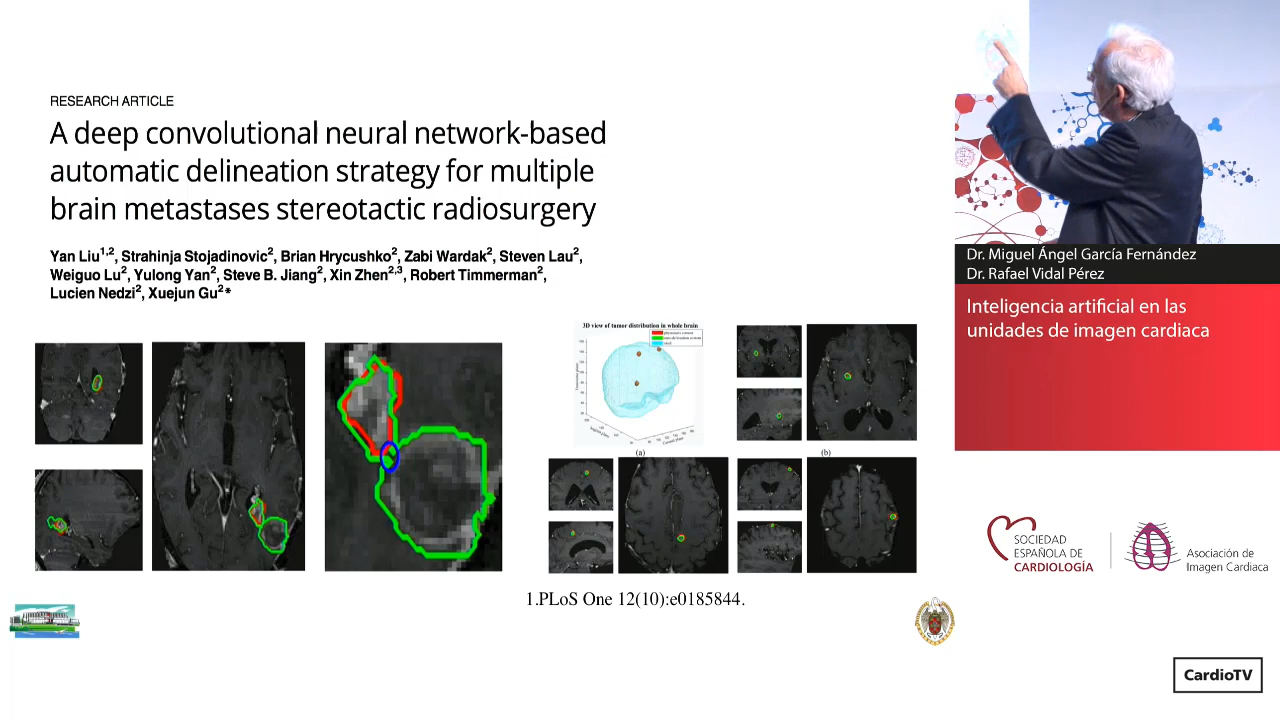 RESEARCH ARTICLE
A deep convolutional neural network-based
automatic delineation strategy for multiple
brain metastases stereotactic radiosurgery
Yan Liu1,2, Strahinja Stojadinovic2, Brian Hrycushko2, Zabi Wardak2, Steven Lau2,
Weiguo Lu2, Yulong Yan2, Steve B. Jiang2, Xin Zhen2,3, Robert Timmerman2,
Lucien Nedzi2, Xuejun Gu2*
3D view of tumor distribution in whole brain
(a)
(b)
1.PLoS One 12(10):e0185844.
Dr. Miguel Ángel García Fernández
Dr. Rafael Vidal Pérez
Inteligencia artificial en las
unidades de imagen cardiaca
SOCIEDAD
ESPAÑOLA DE
CARDIOLOGÍA
Asociación de
Imagen Cardiaca
CardioTV